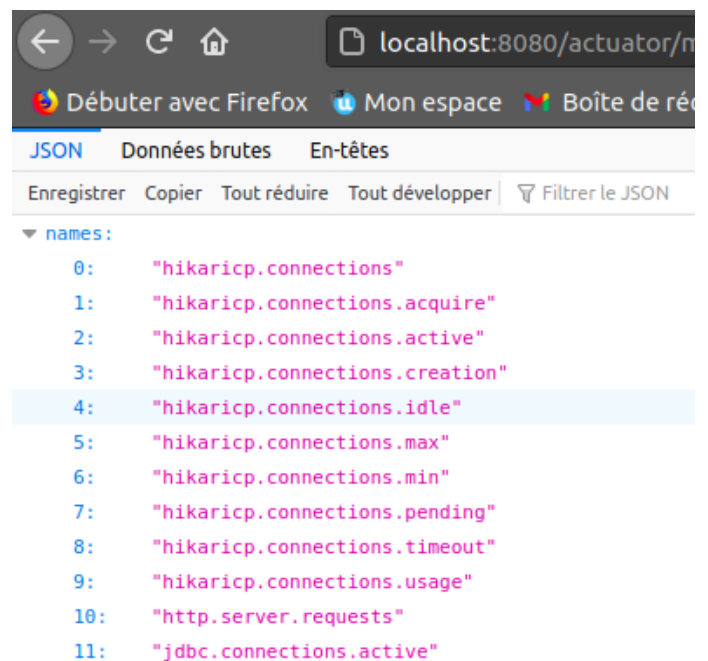 localhost:8080/actuator/m
Débuter avec Firefox Mon espace Boîte de réc
JSON Données brutes En-têtes
Enregistrer Copier Tout réduire Tout développer Filtrer le JSON
names:
0: "hikaricp.connections"
1: "hikaricp.connections.acquire"
2: "hikaricp.connections.active"
3: "hikaricp.connections.creation"
4: "hikaricp.connections.idle"
5: "hikaricp.connections.max"
6: "hikaricp.connections.min"
7: "hikaricp.connections.pending"
8: "hikaricp.connections.timeout"
9: "hikaricp.connections.usage"
10: "http.server.requests"
11: "jdbc.connections.active"